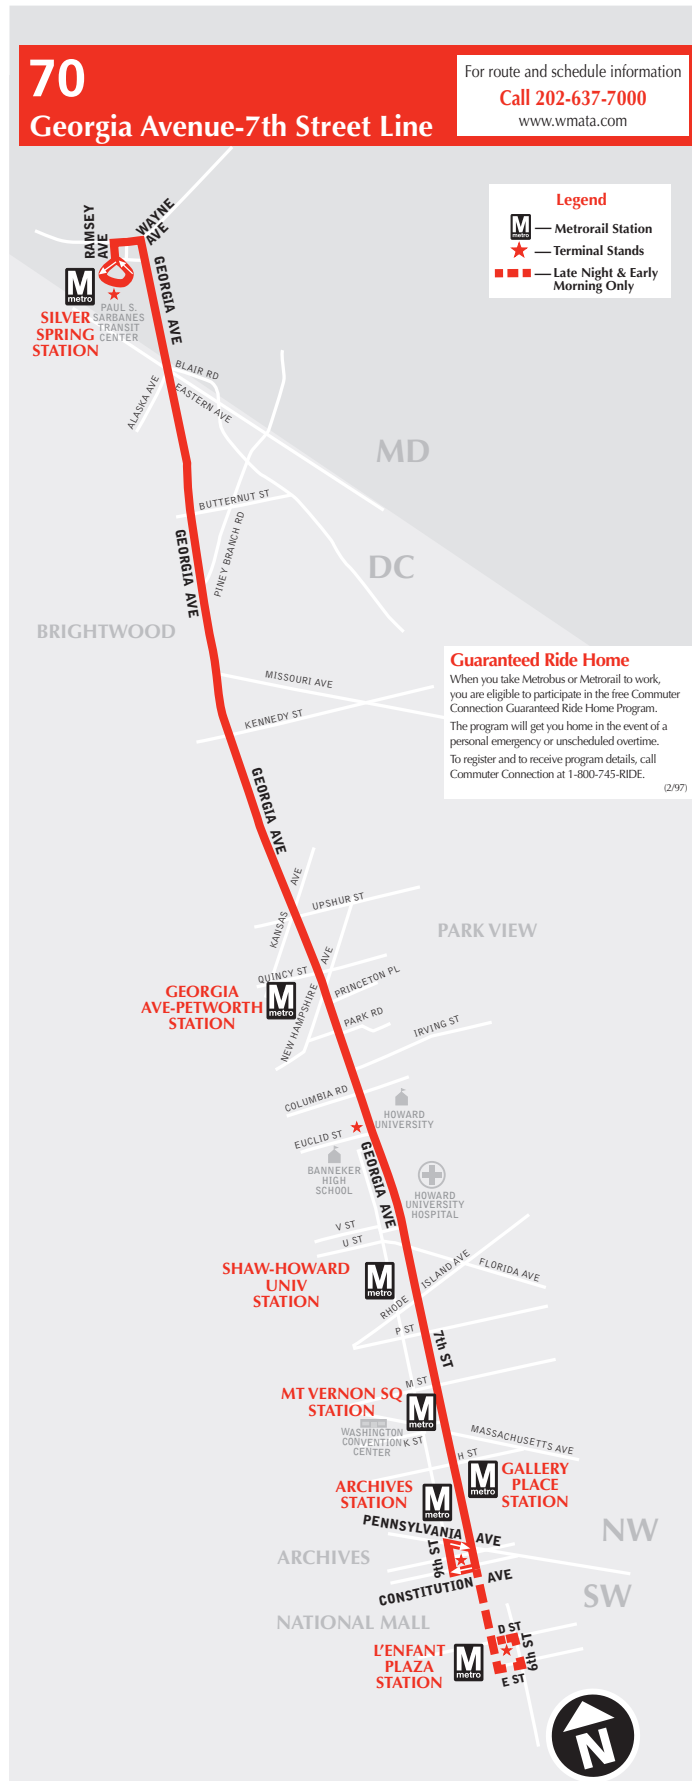 70
Georgia Avenue-7th Street Line
For route and schedule information
Call 202-637-7000
www.wmata.com
Legend
M
metro
— Metrorail Station
— Terminal Stands
— Late Night & Early
Morning Only
RAMSEY
AVE
WAYNE
AVE
M
metro
SILVER
SPRING
STATION
PAUL S.
SARBANES
TRANSIT
CENTER
GEORGIA AVE
BLAIR RD
ALASKA AVE
EASTERN AVE
MD
BUTTERNUT ST
PINEY BRANCH RD
GEORGIA AVE
DC
BRIGHTWOOD
Guaranteed Ride Home
When you take Metrobus or Metrorail to work,
you are eligible to participate in the free Commuter
Connection Guaranteed Ride Home Program.
The program will get you home in the event of a
personal emergency or unscheduled overtime.
To register and to receive program details, call
Commuter Connection at 1-800-745-RIDE.
(2/97)
MISSOURI AVE
KENNEDY ST
GEORGIA AVE
KANSAS AVE
UPSHUR ST
PARK VIEW
QUINCY ST
NEW HAMPSHIRE AVE
PRINCETON PL
GEORGIA
AVE-PETWORTH
STATION
M
metro
PARK RD
IRVING ST
COLUMBIA RD
HOWARD
UNIVERSITY
EUCLID ST
GEORGIA AVE
BANNEKER
HIGH
SCHOOL
HOWARD
UNIVERSITY
HOSPITAL
V ST
U ST
SHAW-HOWARD
UNIV
STATION
M
metro
RHODE ISLAND AVE
FLORIDA AVE
P ST
7th ST
M ST
MT VERNON SQ
STATION
M
metro
WASHINGTON
CONVENTION
CENTER
K ST
MASSACHUSETTS AVE
H ST
M
metro
GALLERY
PLACE
STATION
ARCHIVES
STATION
M
metro
PENNSYLVANIA AVE
9th ST
NW
ARCHIVES
CONSTITUTION AVE
SW
NATIONAL MALL
D ST
6th ST
E ST
L'ENFANT
PLAZA
STATION
M
metro
N